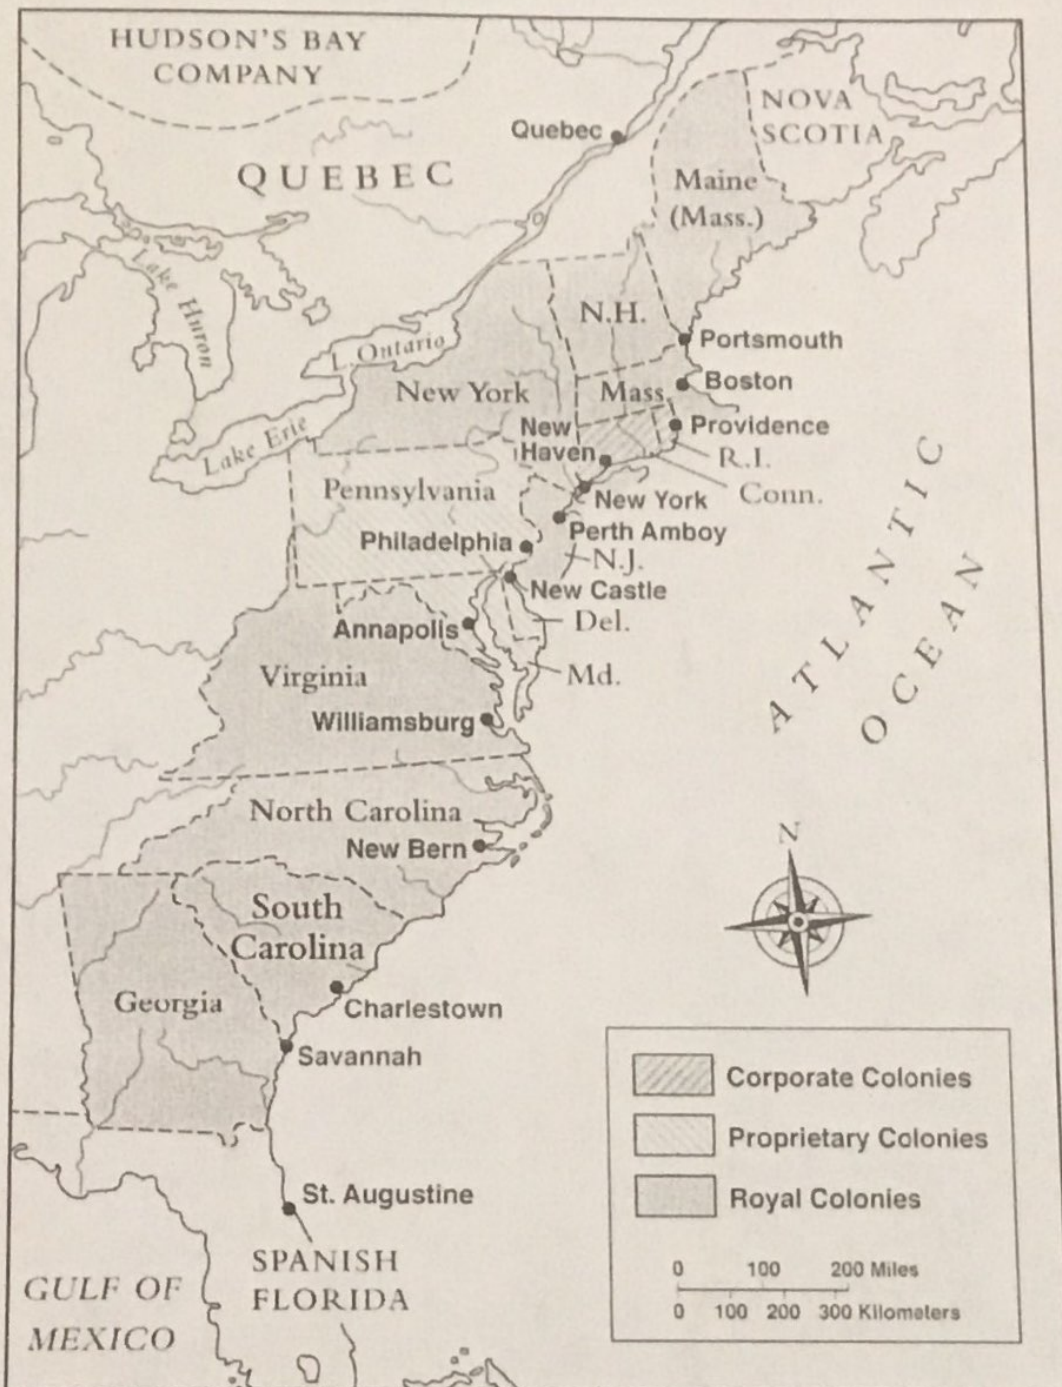 HUDSON'S BAY
COMPANY
NOVA
SCOTIA
Quebec
QUEBEC
Maine
(Mass.)
Lake Huron
N.H.
L. Ontario
Portsmouth
New York
Mass.
Boston
Lake Erie
New
Haven
Providence
R.I.
Conn.
Pennsylvania
New York
Perth Amboy
Philadelphia
N.J.
New Castle
Annapolis
Del.
Virginia
Md.
Williamsburg
ATLANTIC
OCEAN
North Carolina
New Bern
N
South
Carolina
Georgia
Charlestown
Savannah
St. Augustine
SPANISH
FLORIDA
GULF OF
MEXICO
Corporate Colonies
Proprietary Colonies
Royal Colonies
0 100 200 Miles
0 100 200 300 Kilometers